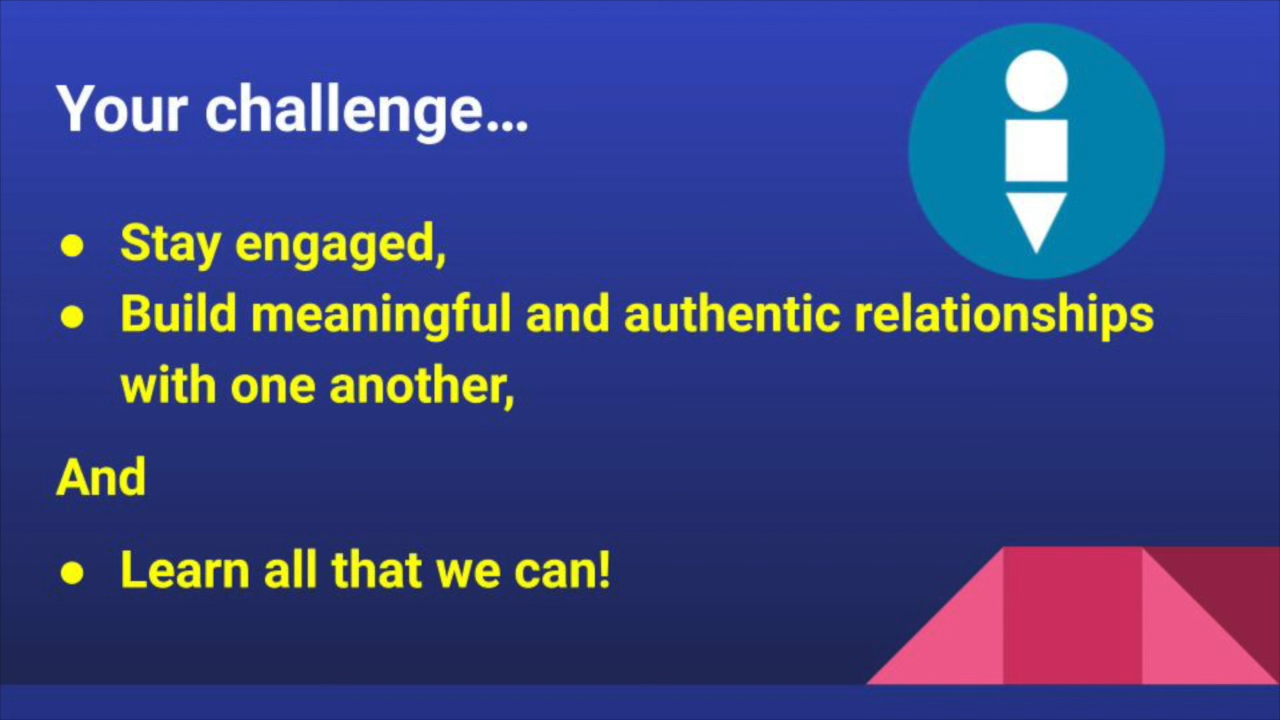 Your challenge…
● Stay engaged,
● Build meaningful and authentic relationships
with one another,
And
● Learn all that we can!